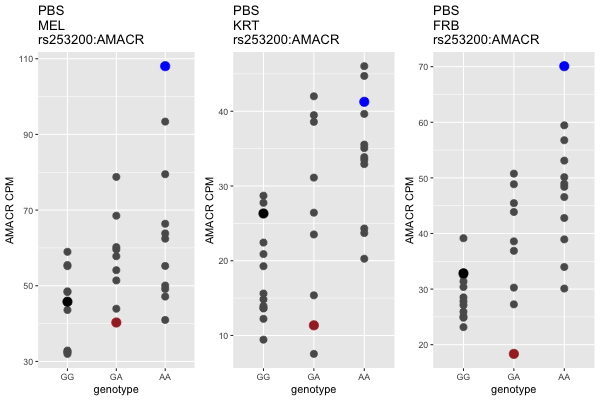 PBS
MEL
rs253200:AMACR
AMACR CPM
110
90
70
50
30
GG
GA
AA
genotype
PBS
KRT
rs253200:AMACR
AMACR CPM
40
30
20
10
GG
GA
AA
genotype
PBS
FRB
rs253200:AMACR
AMACR CPM
70
60
50
40
30
20
GG
GA
AA
genotype